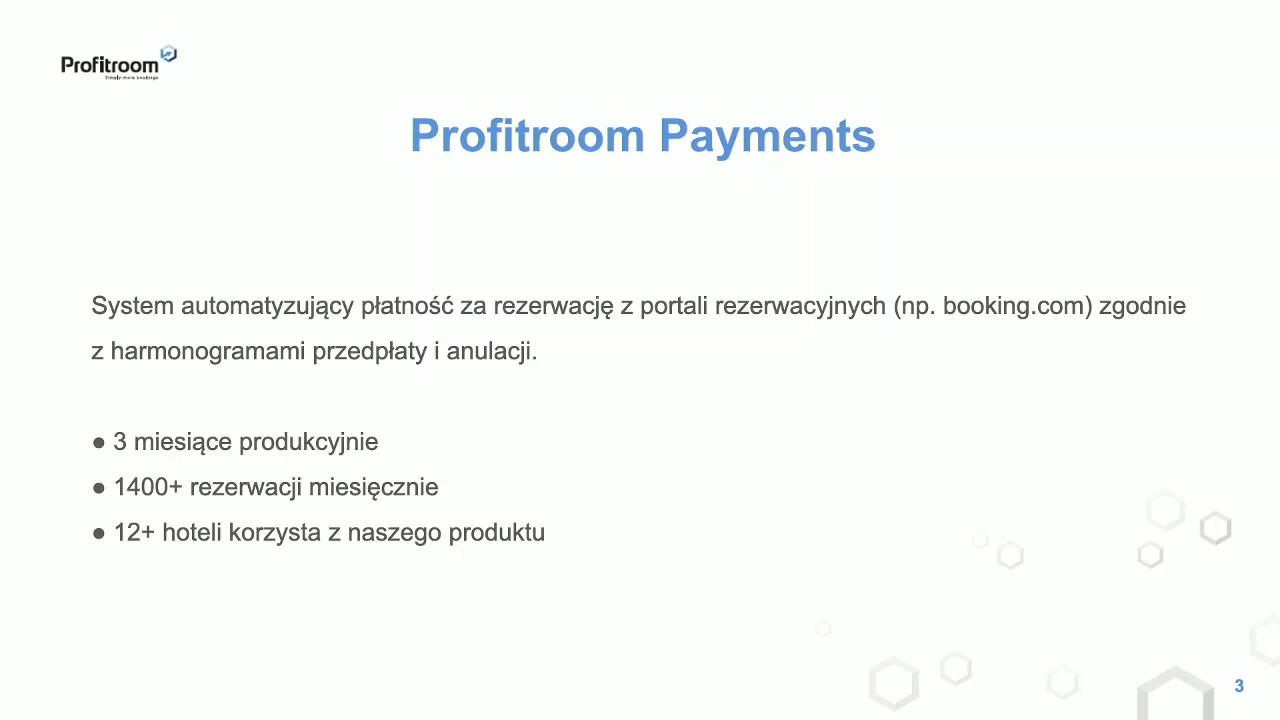 Profitroom
Simply more bookings
Profitroom Payments
System automatyzujący płatność za rezerwację z portali rezerwacyjnych (np. booking.com) zgodnie
z harmonogramami przedpłaty i anulacji.
● 3 miesiące produkcyjnie
● 1400+ rezerwacji miesięcznie
● 12+ hoteli korzysta z naszego produktu
3